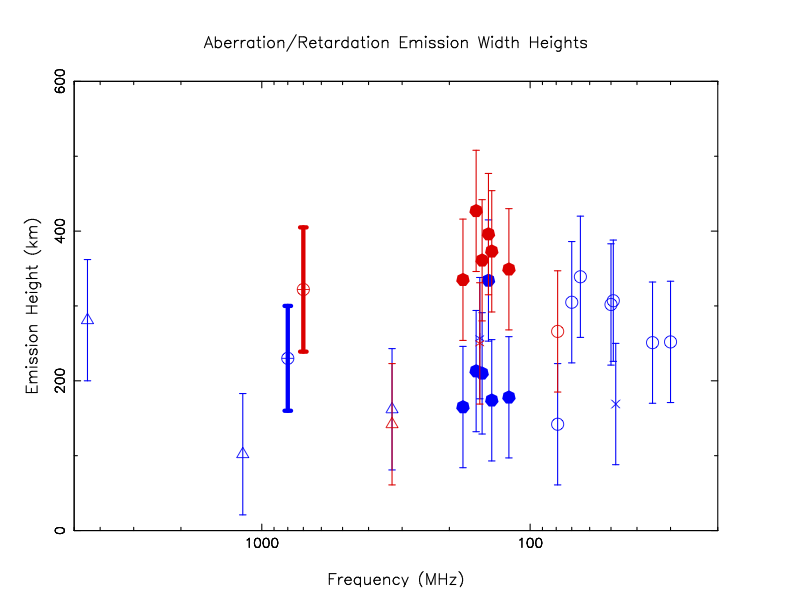 Aberration/Retardation Emission Width Heights
600
400
200
0
Emission Height (km)
1000
100
Frequency (MHz)